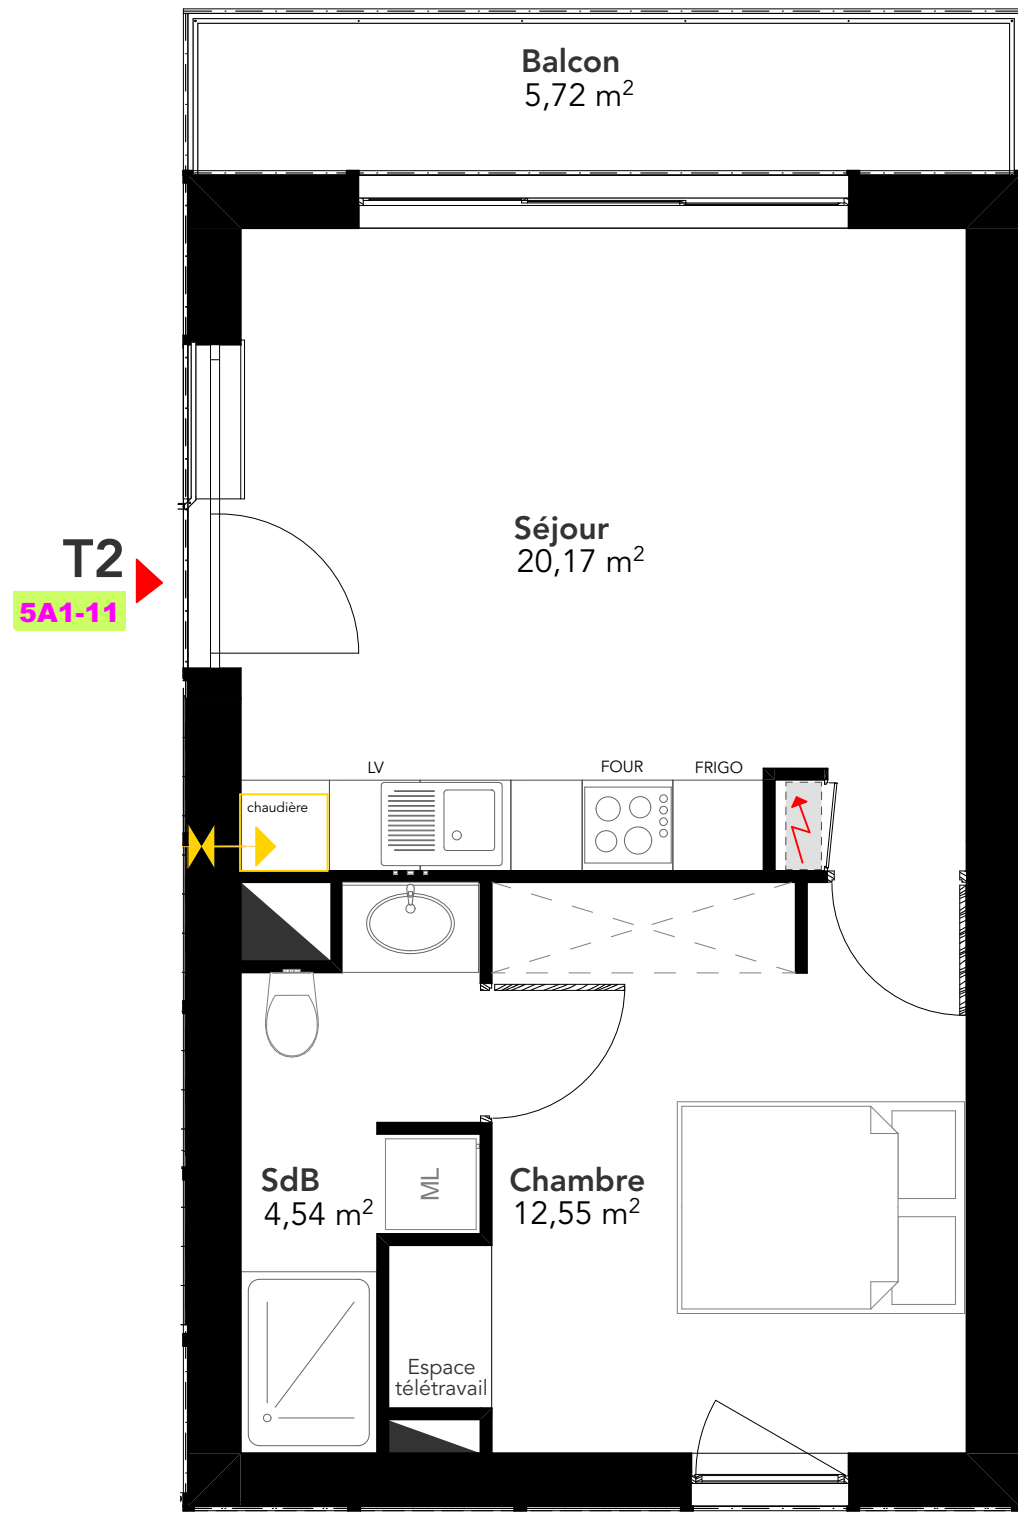 Balcon
5,72 m²
Séjour
20,17 m²
T2
5A1-11
LV
FOUR
FRIGO
chaudière
SdB
4,54 m²
ML
Chambre
12,55 m²
Espace
télétravail